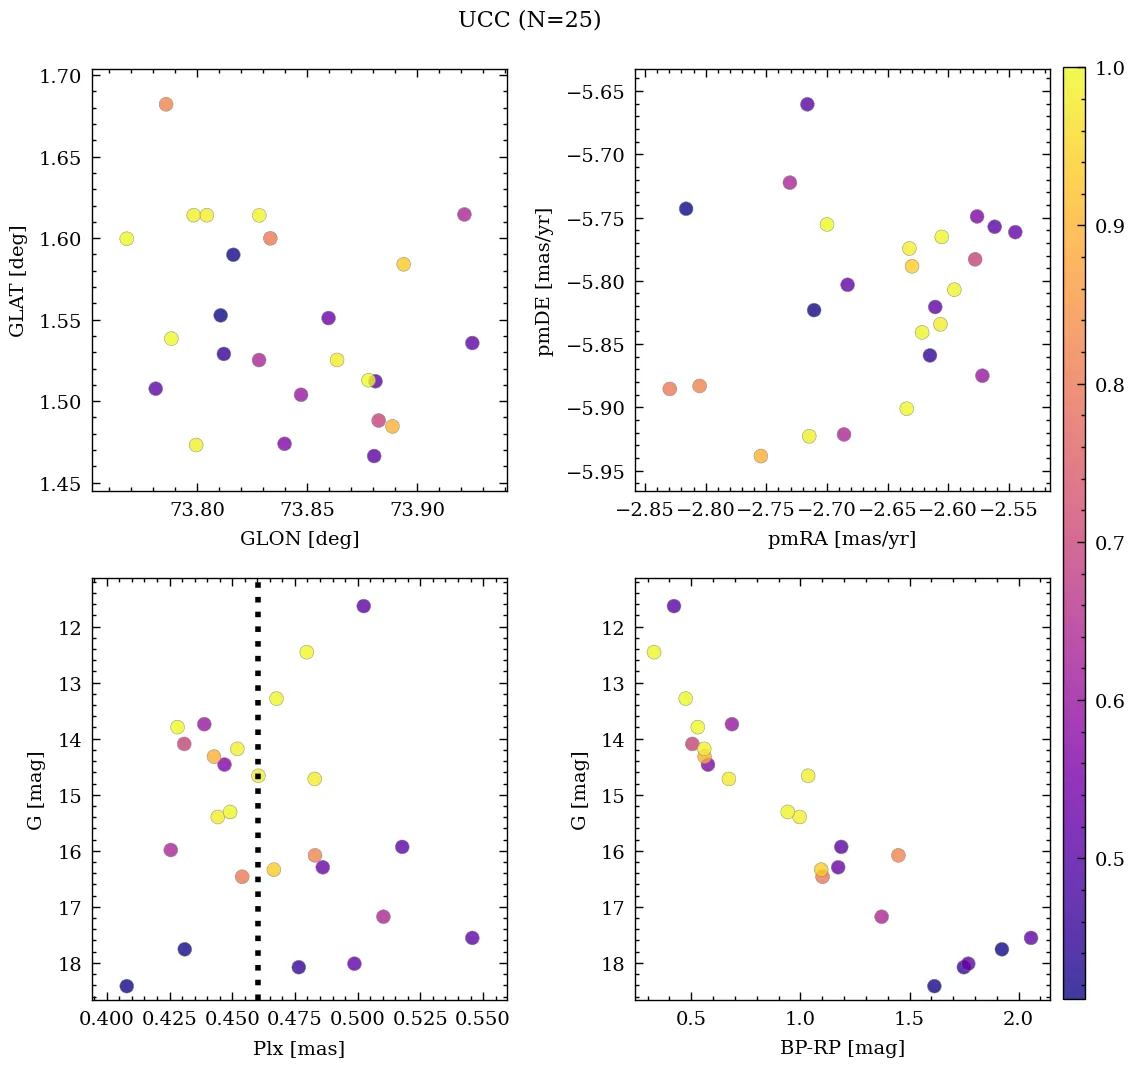 UCC (N=25)
1.70
1.65
1.60
1.55
1.50
1.45
GLAT [deg]
73.80 73.85 73.90
GLON [deg]
−5.65
−5.70
−5.75
−5.80
−5.85
−5.90
−5.95
pmDE [mas/yr]
−2.85 −2.80 −2.75 −2.70 −2.65 −2.60 −2.55
pmRA [mas/yr]
12
13
14
15
16
17
18
G [mag]
0.400 0.425 0.450 0.475 0.500 0.525 0.550
Plx [mas]
12
13
14
15
16
17
18
G [mag]
0.5 1.0 1.5 2.0
BP-RP [mag]
1.0
0.9
0.8
0.7
0.6
0.5